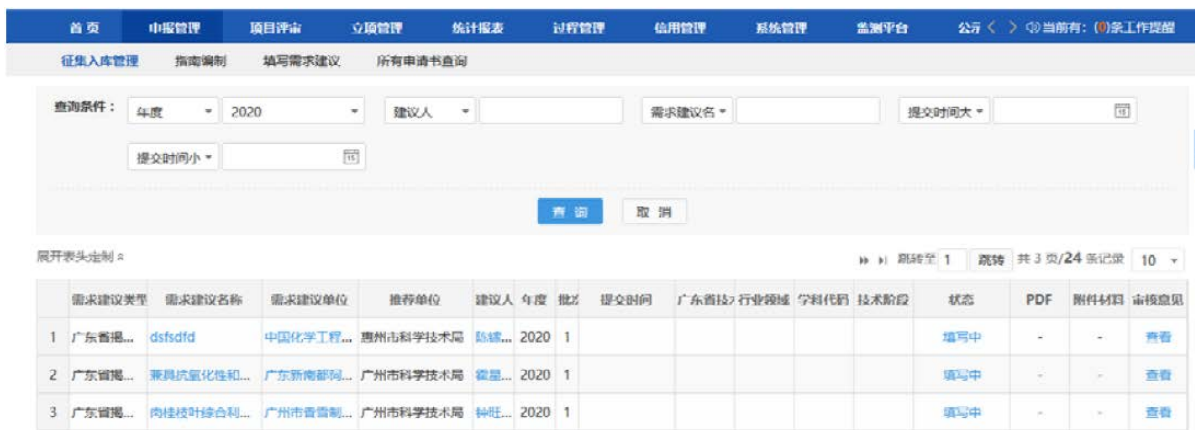 首页 申报管理 项目评审 立项管理 统计报表 过程管理 信用管理 系统管理 监测平台 公示 当前有：(0)条工作提醒
征集入库管理 指南编制 填写需求建议 所有申请书查询
查询条件： 年度 2020 建议人 需求建议名 提交时间大
提交时间小
查询 取消
展开表头定制 跳转至 1 跳转 共 3 页/24 条记录 10
需求建议类型 需求建议名称 需求建议单位 推荐单位 建议人 年度 批次 提交时间 广东省技 行业领域 学科代码 技术阶段 状态 PDF 附件材料 审核意见
1 广东省揭... dsfsdfd 中国化学工程... 惠州市科学技术局 陈... 2020 1 填写中 - - 查看
2 广东省揭... 兼具抗氧化性和... 广东新南都... 广州市科学技术局 霍星... 2020 1 填写中 - - 查看
3 广东省揭... 肉桂枝叶综合利... 广州市香雪制... 广州市科学技术局 钟旺... 2020 1 填写中 - - 查看